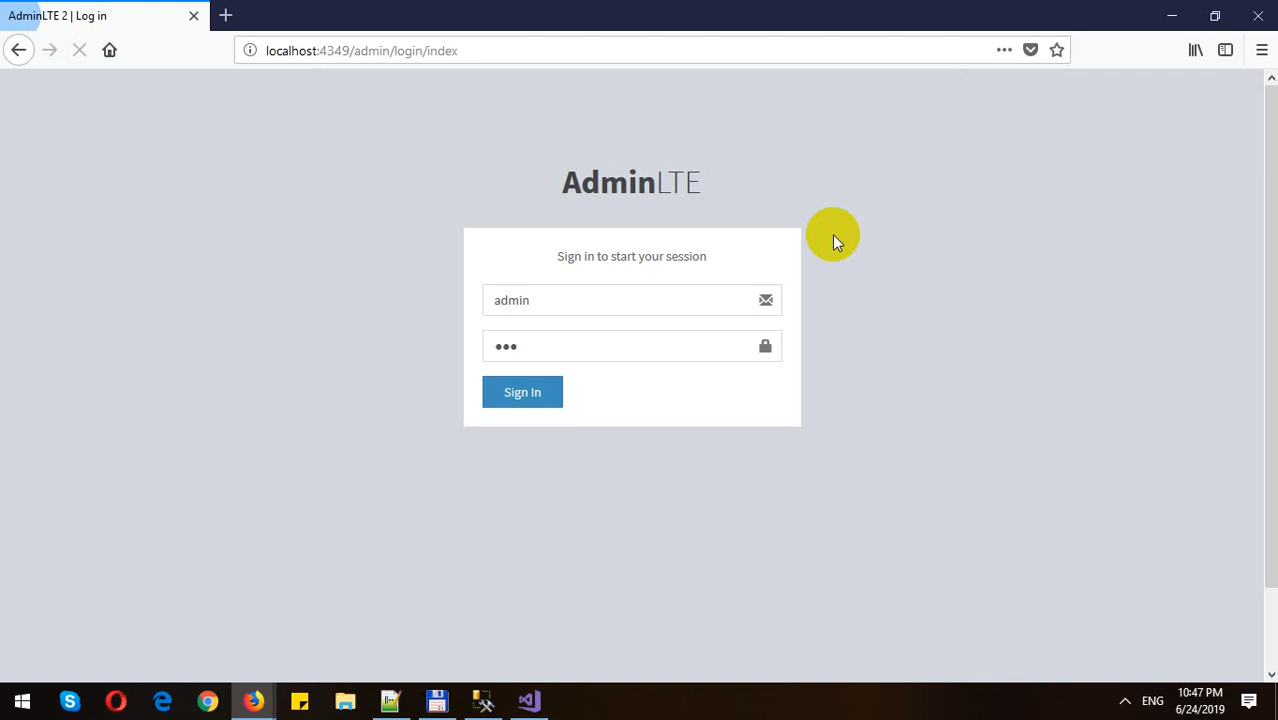 AdminLTE 2 | Log in
localhost:4349/admin/login/index
AdminLTE
Sign in to start your session
admin
•••
Sign In
ENG
10:47 PM
6/24/2019